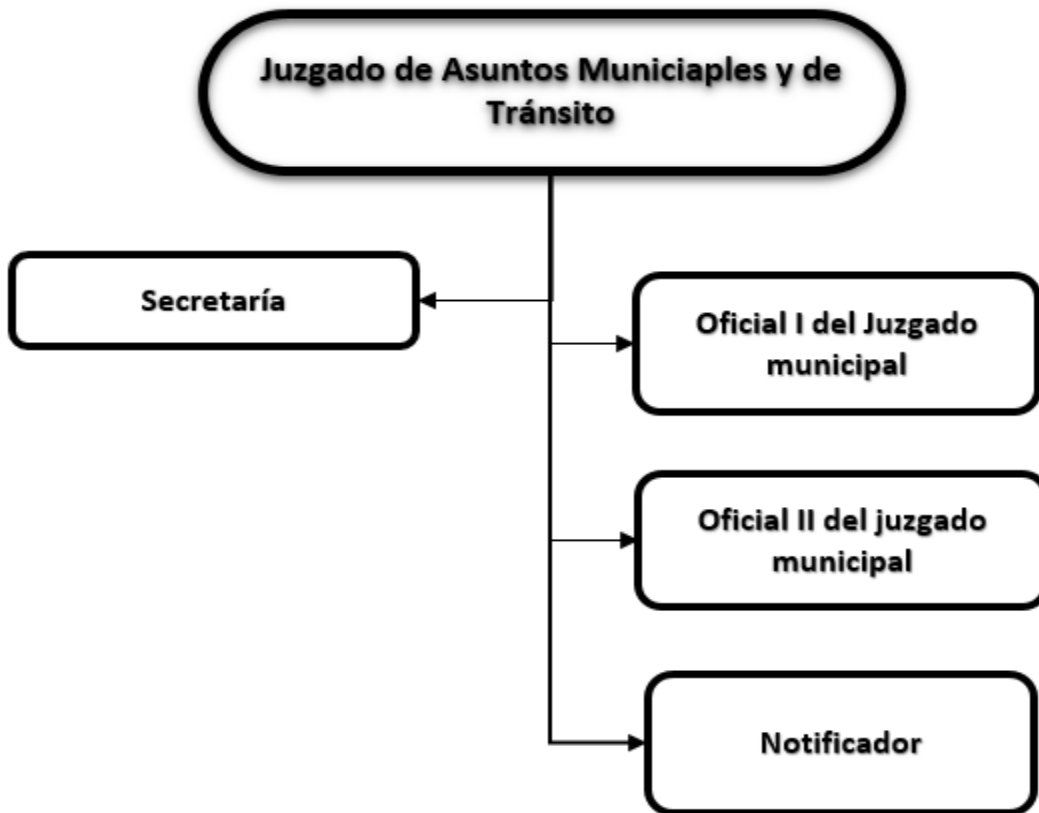 Juzgado de Asuntos Municiaples y de
Tránsito
Secretaría
Oficial I del Juzgado
municipal
Oficial II del juzgado
municipal
Notificador